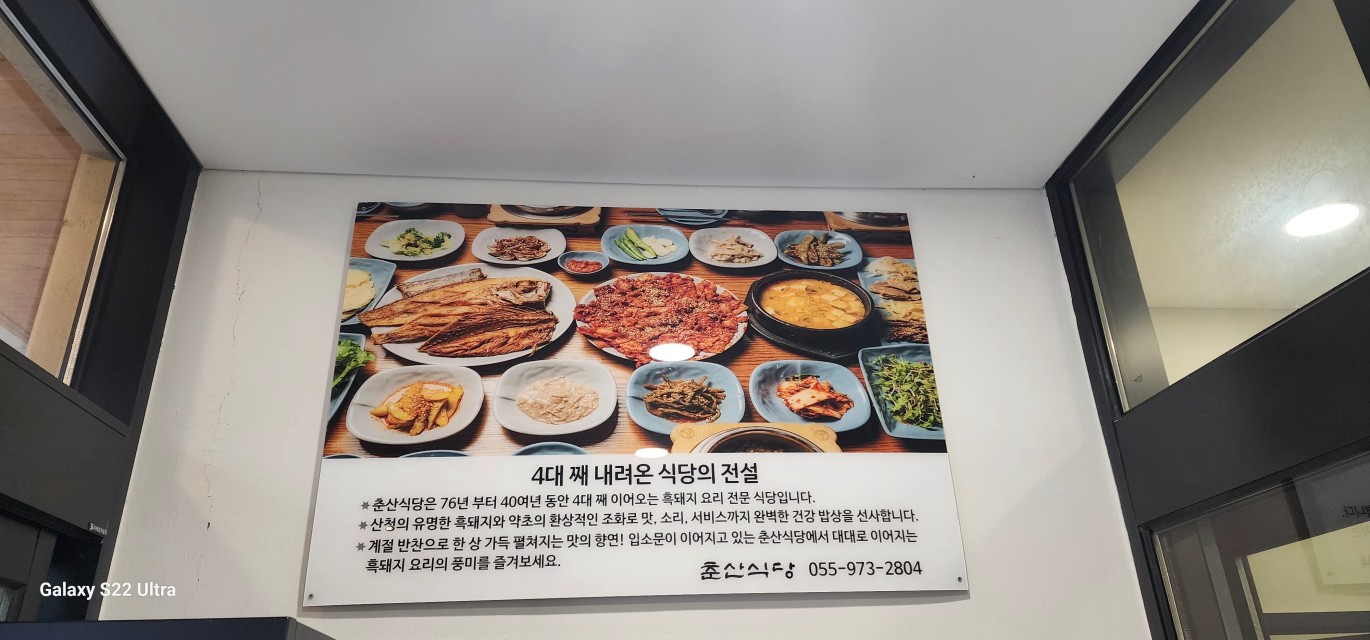 4대 째 내려온 식당의 전설
* 춘산식당은 76년 부터 40여년 동안 4대 째 이어오는 흑돼지 요리 전문 식당입니다.
* 산청의 유명한 흑돼지와 약초의 환상적인 조화로 맛, 소리, 서비스까지 완벽한 건강 밥상을 선사합니다.
* 계절 반찬으로 한 상 가득 펼쳐지는 맛의 향연! 입소문이 이어지고 있는 춘산식당에서 대대로 이어지는
흑돼지 요리의 풍미를 즐겨보세요.
춘산식당 055-973-2804
Galaxy S22 Ultra